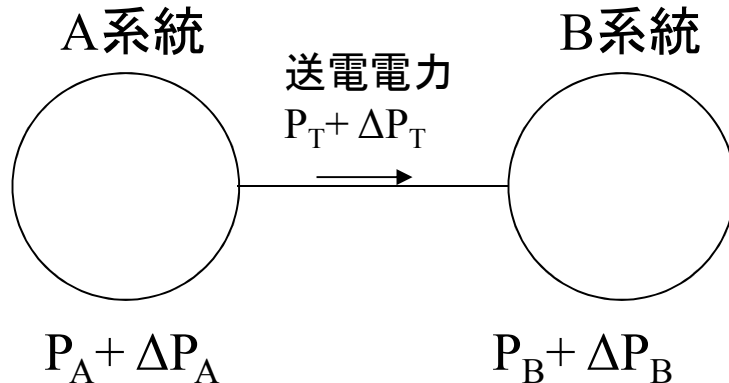 A系統
B系統
送電電力
P_T+ ΔP_T
P_A+ ΔP_A
P_B+ ΔP_B